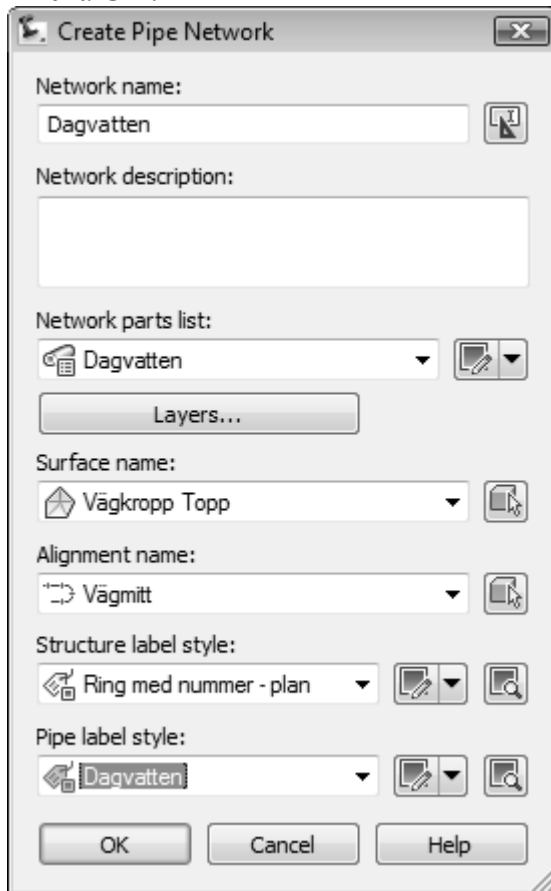 Create Pipe Network
Network name:
Dagvatten
Network description:
Network parts list:
Dagvatten
Layers...
Surface name:
Vägkropp Topp
Alignment name:
Vägmitt
Structure label style:
Ring med nummer - plan
Pipe label style:
Dagvatten
OK Cancel Help